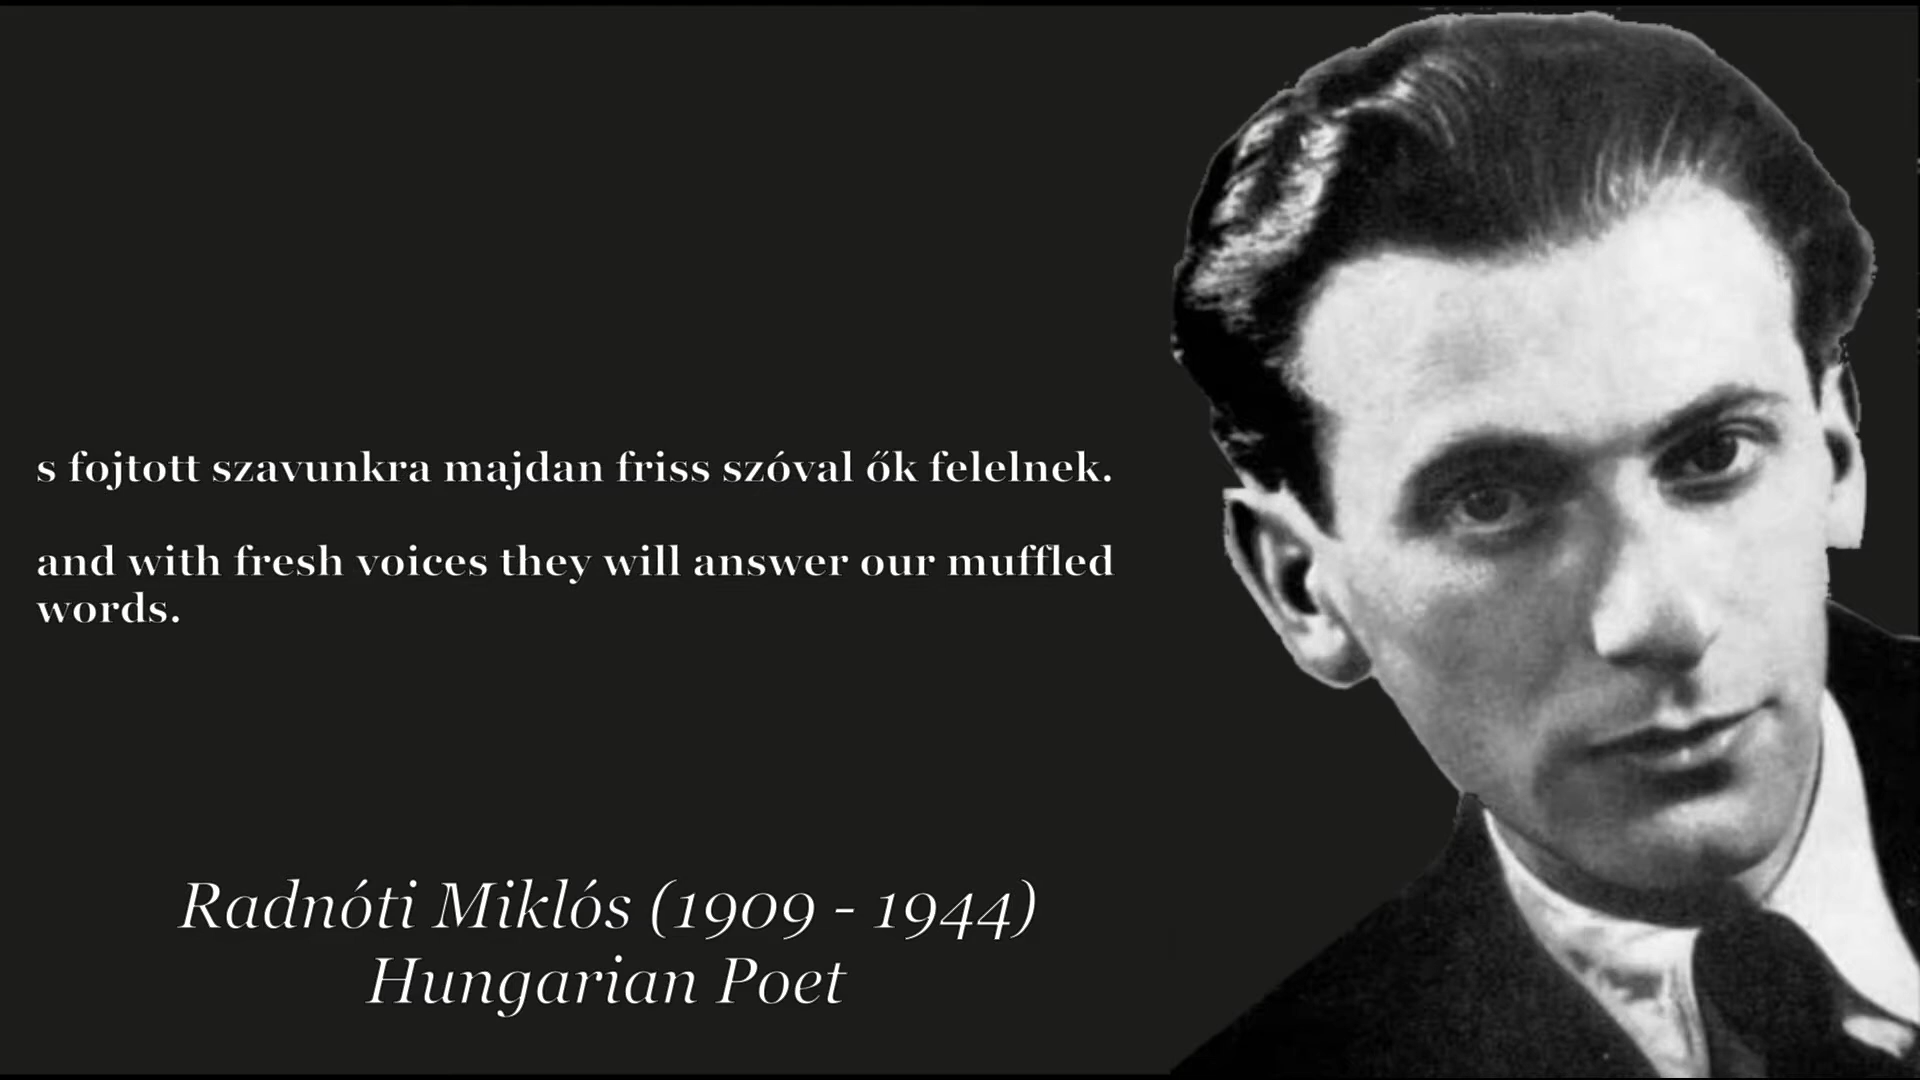 s fojtott szavunkra majdan friss szóval ők felelnek.
and with fresh voices they will answer our muffled
words.
Radnóti Miklós (1909 - 1944)
Hungarian Poet